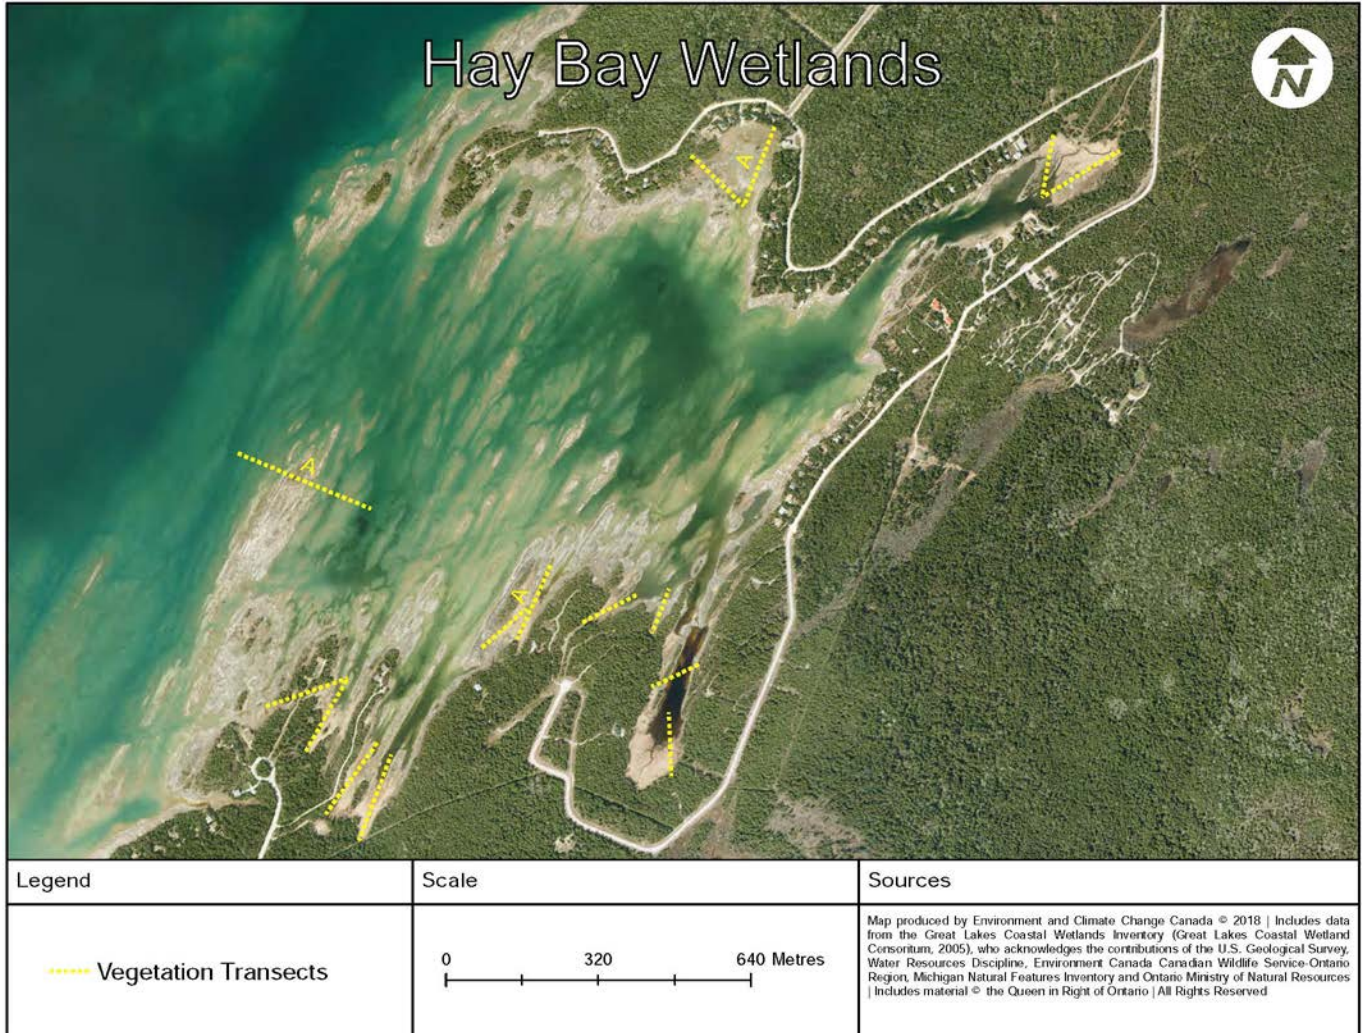 Hay Bay Wetlands
N
A
A
A
Legend
Scale
Sources
Vegetation Transects
0 320 640 Metres
Map produced by Environment and Climate Change Canada © 2018 | Includes data
from the Great Lakes Coastal Wetlands Inventory (Great Lakes Coastal Wetland
Consoritum, 2005), who acknowledges the contributions of the U.S. Geological Survey,
Water Resources Discipline, Environment Canada Canadian Wildlife Service-Ontario
Region, Michigan Natural Features Inventory and Ontario Ministry of Natural Resources
| Includes material © the Queen in Right of Ontario | All Rights Reserved